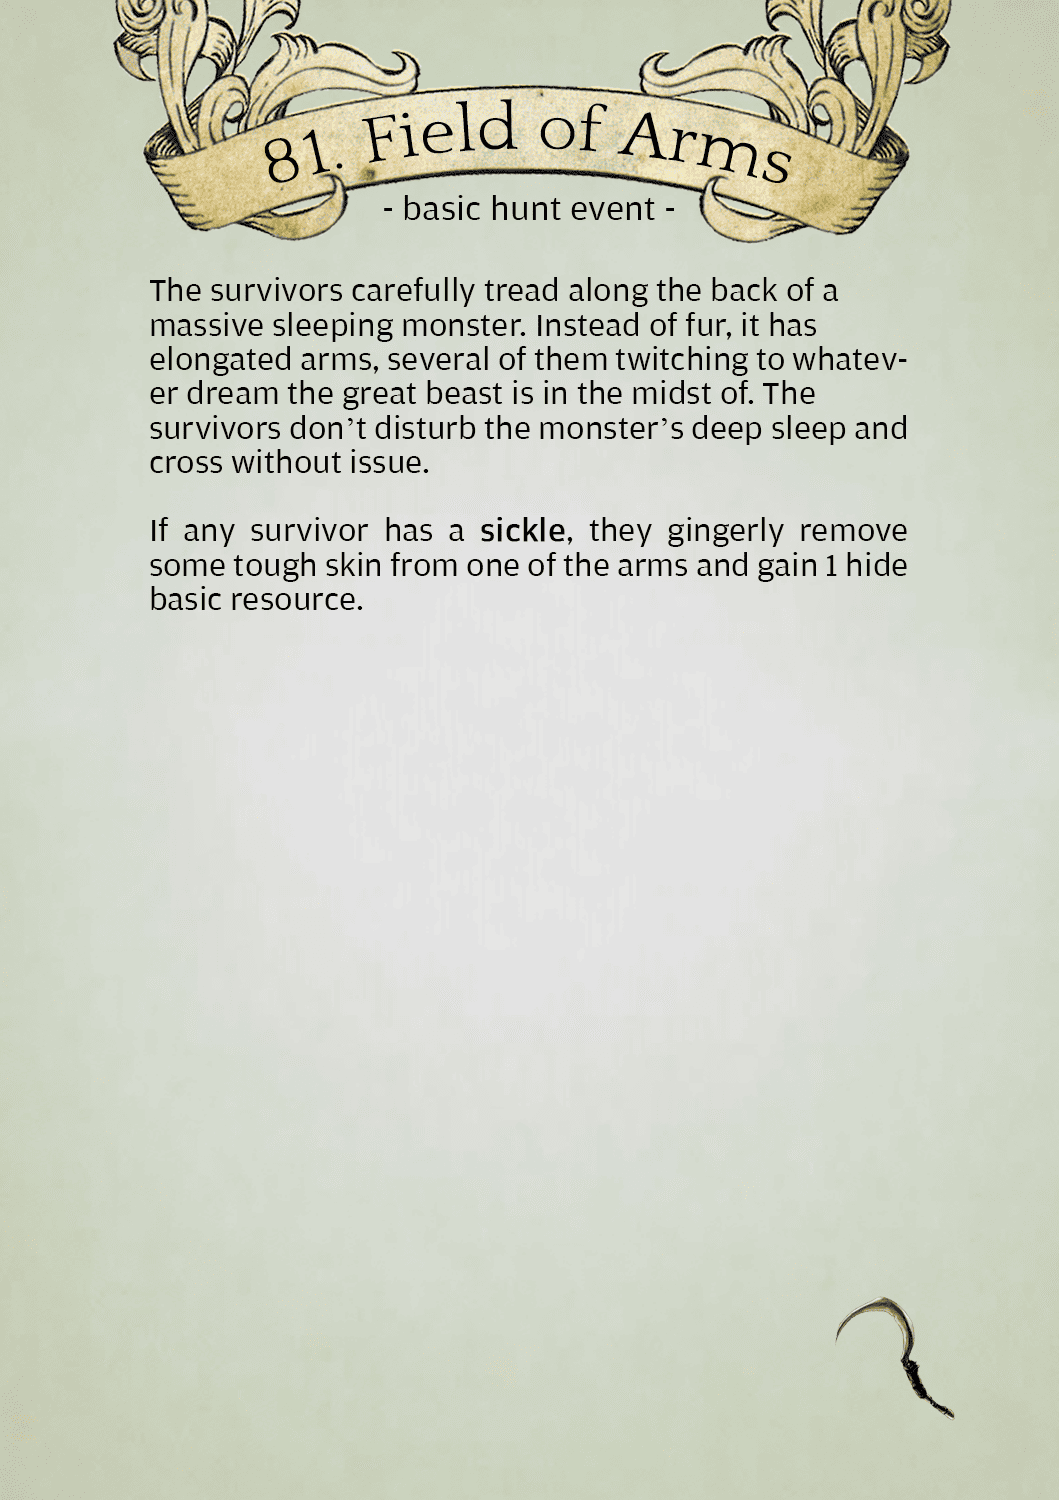 81. Field of Arms
- basic hunt event -
The survivors carefully tread along the back of a
massive sleeping monster. Instead of fur, it has
elongated arms, several of them twitching to whatev-
er dream the great beast is in the midst of. The
survivors don’t disturb the monster’s deep sleep and
cross without issue.
If any survivor has a sickle, they gingerly remove
some tough skin from one of the arms and gain 1 hide
basic resource.